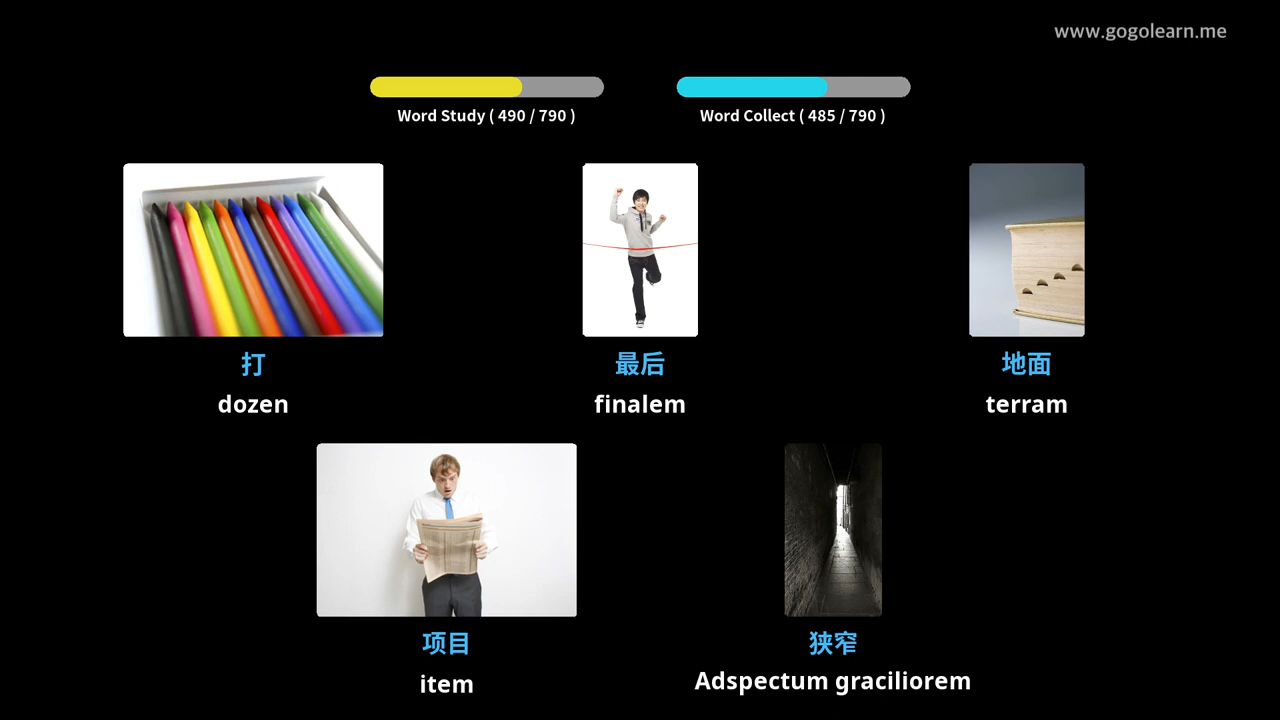 www.gogolearn.me
Word Study ( 490 / 790 )
Word Collect ( 485 / 790 )
打
dozen
最后
finalem
地面
terram
项目
item
狭窄
Adspectum graciliorem